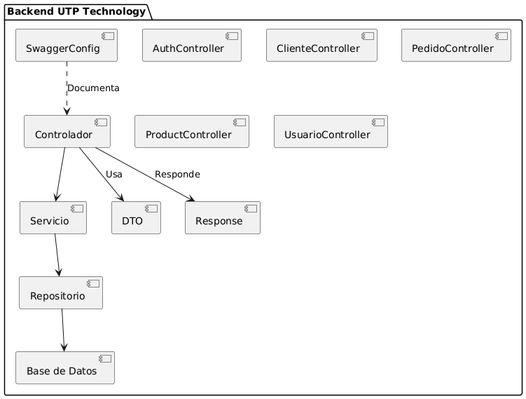 Backend UTP Technology
SwaggerConfig
AuthController
ClienteController
PedidoController
Documenta
Controlador
ProductController
UsuarioController
Usa
Responde
Servicio
DTO
Response
Repositorio
Base de Datos